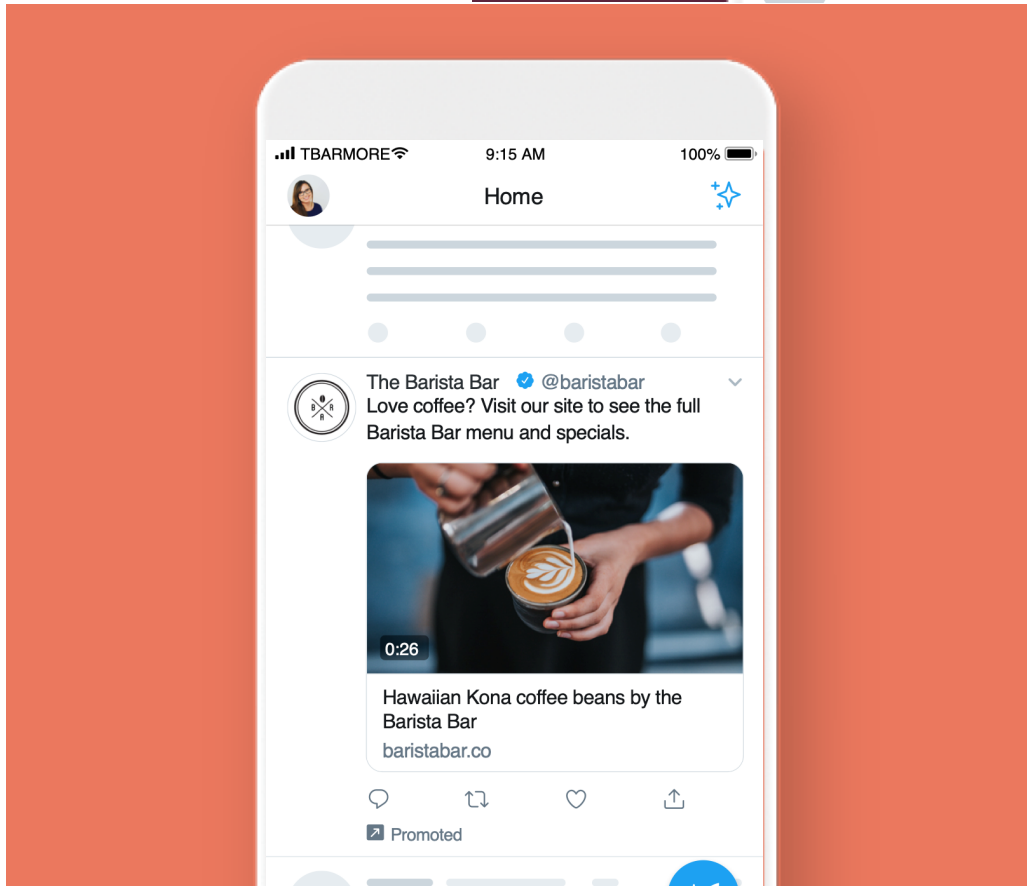 TBARMORE 9:15 AM 100%
Home
The Barista Bar @baristabar
Love coffee? Visit our site to see the full
Barista Bar menu and specials.
B R
A
0:26
Hawaiian Kona coffee beans by the
Barista Bar
baristabar.co
Promoted